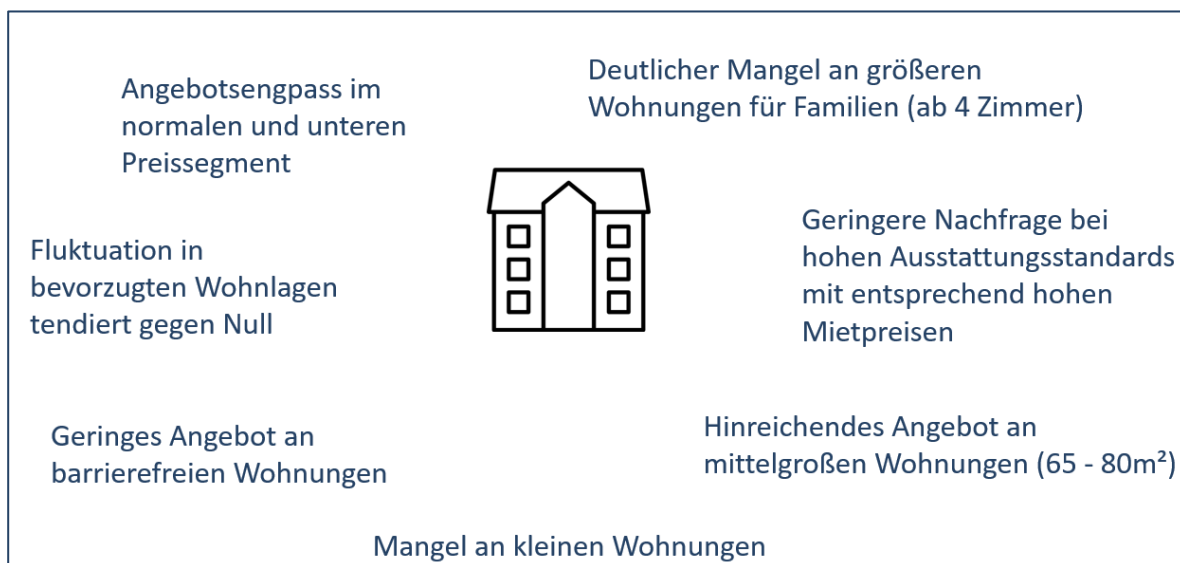 Angebotsengpass im
normalen und unteren
Preissegment
Deutlicher Mangel an größeren
Wohnungen für Familien (ab 4 Zimmer)
Fluktuation in
bevorzugten Wohnlagen
tendiert gegen Null
Geringere Nachfrage bei
hohen Ausstattungsstandards
mit entsprechend hohen
Mietpreisen
Geringes Angebot an
barrierefreien Wohnungen
Hinreichendes Angebot an
mittelgroßen Wohnungen (65 - 80m²)
Mangel an kleinen Wohnungen